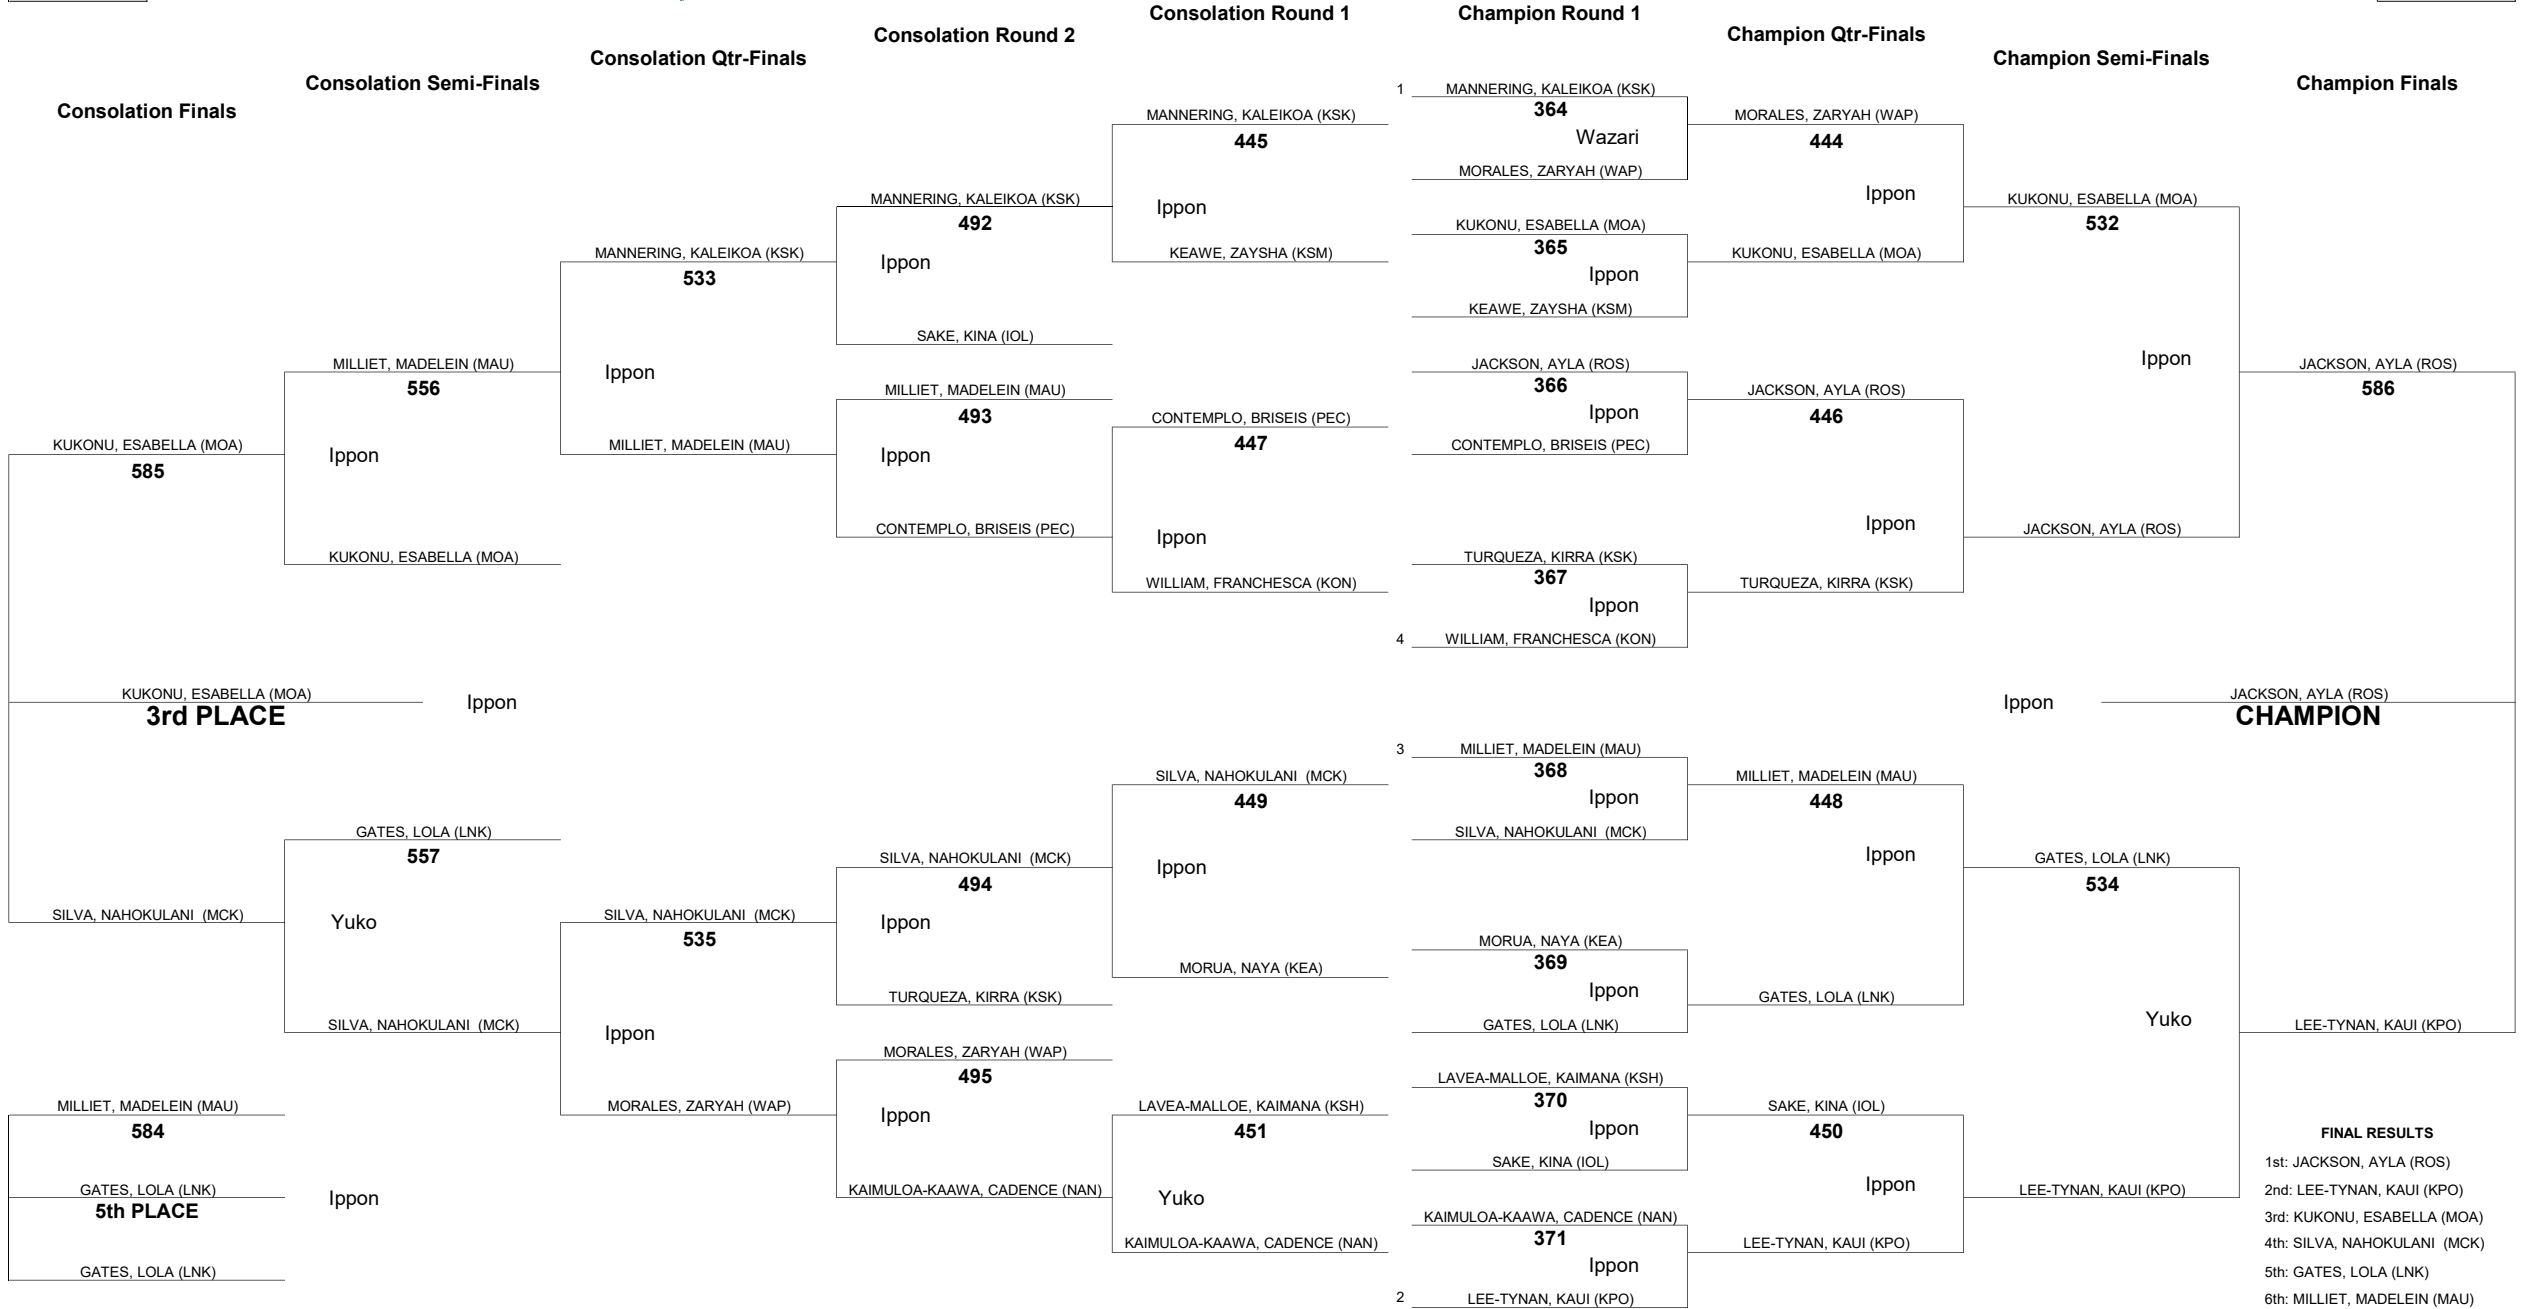 Consolation Round 1
Champion Round 1
Consolation Round 2
Champion Qtr-Finals
Consolation Qtr-Finals
Champion Semi-Finals
Consolation Semi-Finals
Champion Finals
Consolation Finals
KUKONU, ESABELLA (MOA)
585
SILVA, NAHOKULANI (MCK)
KUKONU, ESABELLA (MOA)
3rd PLACE
Ippon
MILLIET, MADELEIN (MAU)
584
GATES, LOLA (LNK)
5th PLACE
Ippon
GATES, LOLA (LNK)
MILLIET, MADELEIN (MAU)
556
Ippon
KUKONU, ESABELLA (MOA)
GATES, LOLA (LNK)
557
Yuko
SILVA, NAHOKULANI (MCK)
MANNERING, KALEIKOA (KSK)
533
Ippon
MILLIET, MADELEIN (MAU)
SILVA, NAHOKULANI (MCK)
535
Ippon
MORALES, ZARYAH (WAP)
MANNERING, KALEIKOA (KSK)
492
Ippon
SAKE, KINA (IOL)
MILLIET, MADELEIN (MAU)
493
Ippon
CONTEMPLO, BRISEIS (PEC)
SILVA, NAHOKULANI (MCK)
494
Ippon
TURQUEZA, KIRRA (KSK)
MORALES, ZARYAH (WAP)
495
Ippon
KAIMULOA-KAAWA, CADENCE (NAN)
MANNERING, KALEIKOA (KSK)
445
Ippon
KEAWE, ZAYSHA (KSM)
CONTEMPLO, BRISEIS (PEC)
447
Ippon
WILLIAM, FRANCHESCA (KON)
SILVA, NAHOKULANI (MCK)
449
Ippon
MORUA, NAYA (KEA)
LAVEA-MALLOE, KAIMANA (KSH)
451
Yuko
KAIMULOA-KAAWA, CADENCE (NAN)
1 MANNERING, KALEIKOA (KSK)
364
Wazari
MORALES, ZARYAH (WAP)
KUKONU, ESABELLA (MOA)
365
Ippon
KEAWE, ZAYSHA (KSM)
JACKSON, AYLA (ROS)
366
Ippon
CONTEMPLO, BRISEIS (PEC)
TURQUEZA, KIRRA (KSK)
367
Ippon
4 WILLIAM, FRANCHESCA (KON)
3 MILLIET, MADELEIN (MAU)
368
Ippon
SILVA, NAHOKULANI (MCK)
MORUA, NAYA (KEA)
369
Ippon
GATES, LOLA (LNK)
LAVEA-MALLOE, KAIMANA (KSH)
370
Ippon
SAKE, KINA (IOL)
KAIMULOA-KAAWA, CADENCE (NAN)
371
Ippon
2 LEE-TYNAN, KAUI (KPO)
MORALES, ZARYAH (WAP)
444
Ippon
KUKONU, ESABELLA (MOA)
JACKSON, AYLA (ROS)
446
Ippon
TURQUEZA, KIRRA (KSK)
MILLIET, MADELEIN (MAU)
448
Ippon
GATES, LOLA (LNK)
SAKE, KINA (IOL)
450
Ippon
LEE-TYNAN, KAUI (KPO)
KUKONU, ESABELLA (MOA)
532
Ippon
JACKSON, AYLA (ROS)
GATES, LOLA (LNK)
534
Yuko
LEE-TYNAN, KAUI (KPO)
JACKSON, AYLA (ROS)
586
Ippon
JACKSON, AYLA (ROS)
CHAMPION
LEE-TYNAN, KAUI (KPO)
FINAL RESULTS
1st: JACKSON, AYLA (ROS)
2nd: LEE-TYNAN, KAUI (KPO)
3rd: KUKONU, ESABELLA (MOA)
4th: SILVA, NAHOKULANI (MCK)
5th: GATES, LOLA (LNK)
6th: MILLIET, MADELEIN (MAU)